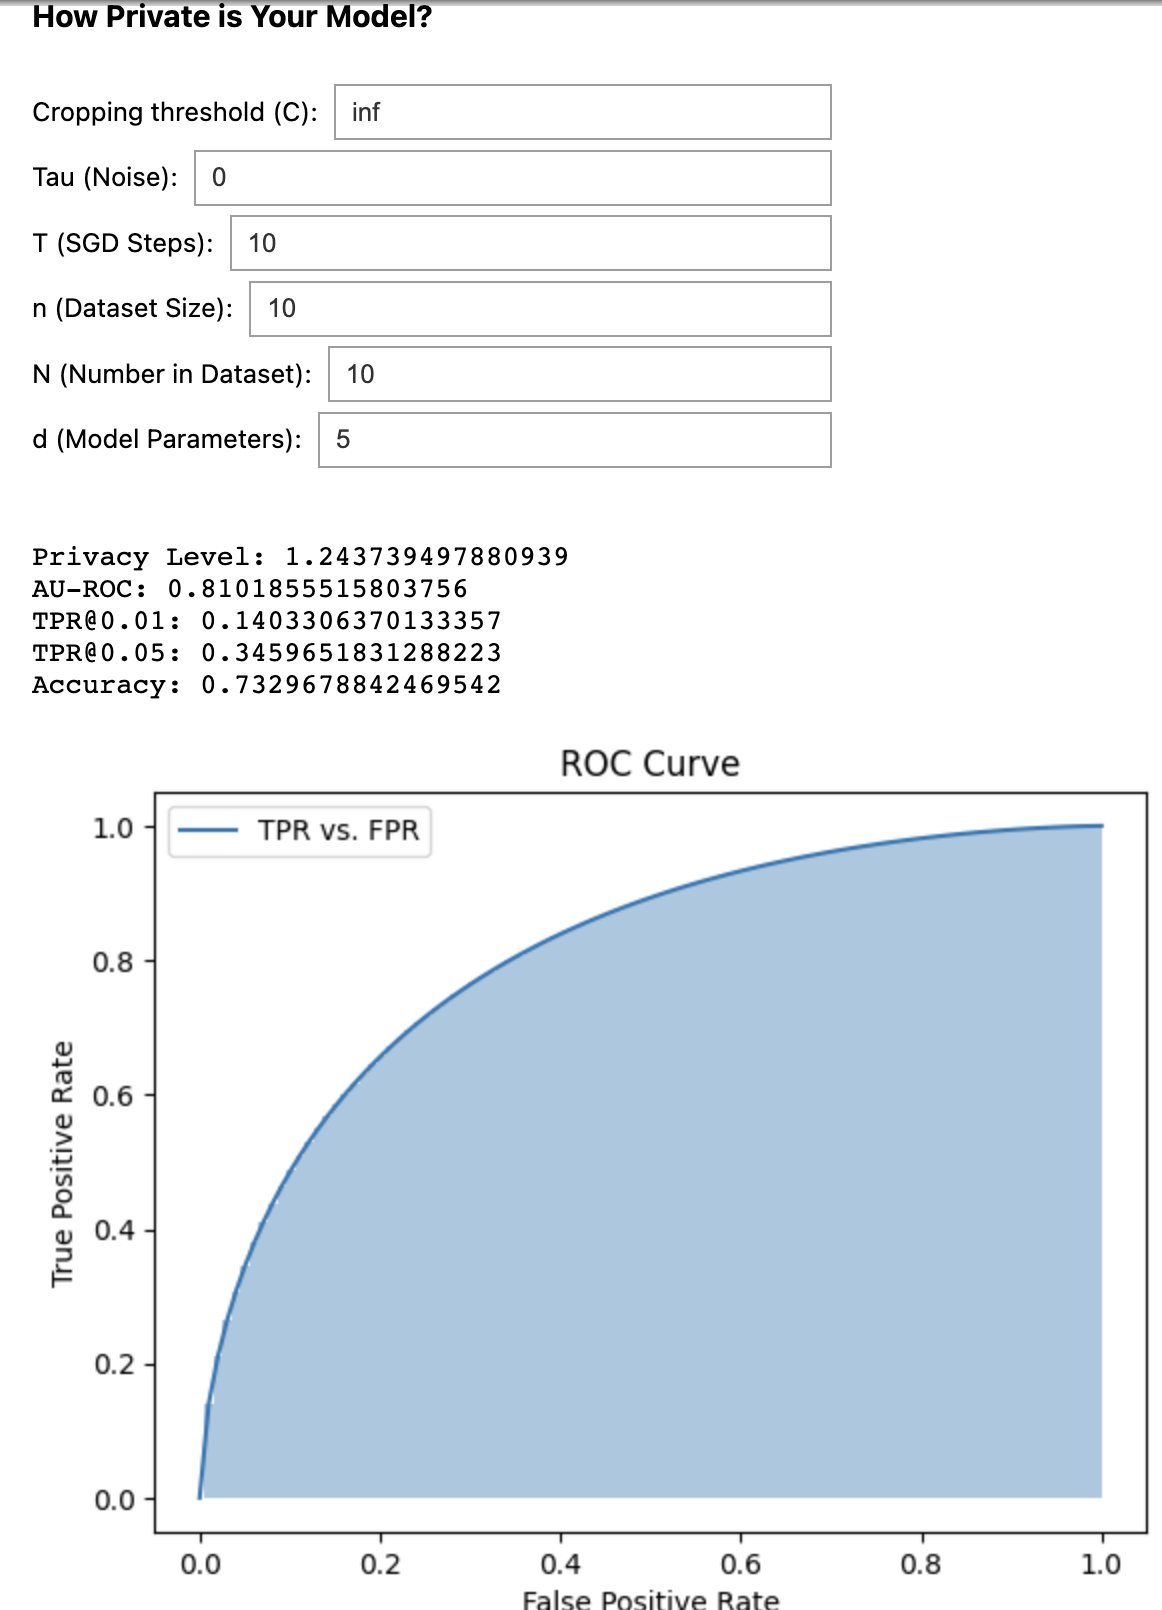 How Private is Your Model?
Cropping threshold (C): inf
Tau (Noise): 0
T (SGD Steps): 10
n (Dataset Size): 10
N (Number in Dataset): 10
d (Model Parameters): 5
Privacy Level: 1.243739497880939
AU-ROC: 0.8101855515803756
TPR@0.01: 0.1403306370133357
TPR@0.05: 0.3459651831288223
Accuracy: 0.7329678842469542
ROC Curve
TPR vs. FPR
1.0
0.8
0.6
0.4
0.2
0.0
True Positive Rate
0.0 0.2 0.4 0.6 0.8 1.0
False Positive Rate